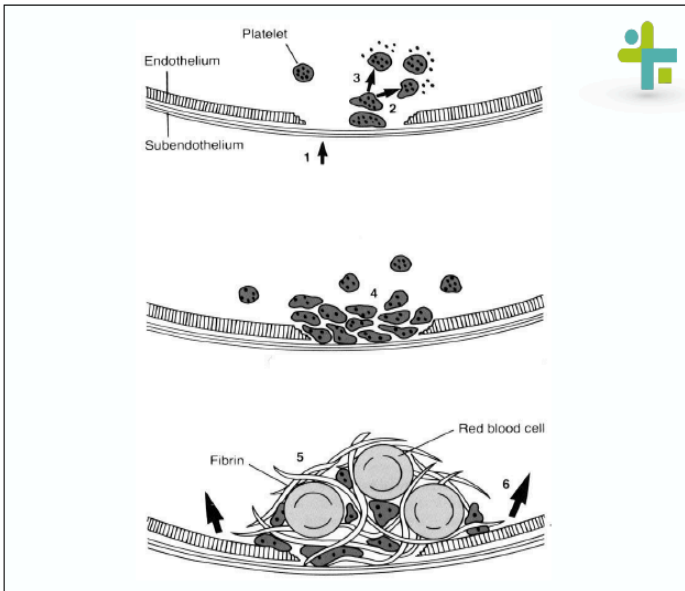 Platelet
Endothelium
3
2
Subendothelium
1
4
Red blood cell
5
Fibrin
6